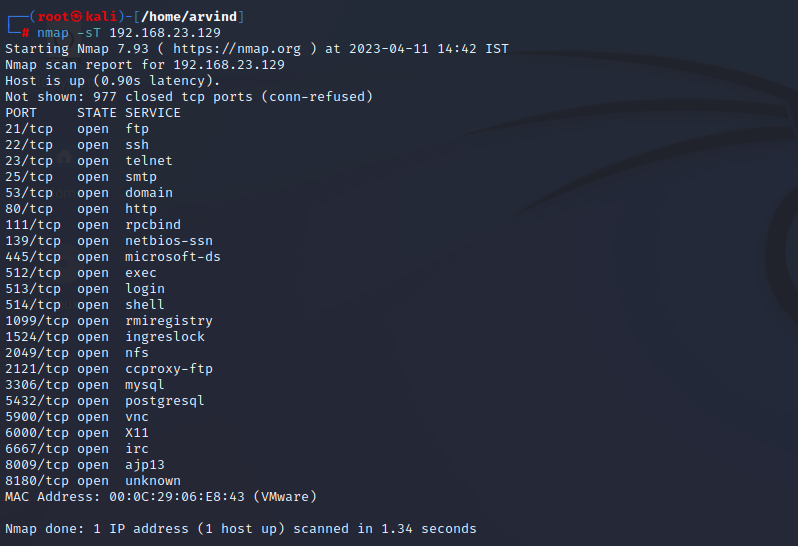 ┌──(root㉿kali)-[/home/arvind]
└─# nmap -sT 192.168.23.129
Starting Nmap 7.93 ( https://nmap.org ) at 2023-04-11 14:42 IST
Nmap scan report for 192.168.23.129
Host is up (0.90s latency).
Not shown: 977 closed tcp ports (conn-refused)
PORT     STATE SERVICE
21/tcp   open  ftp
22/tcp   open  ssh
23/tcp   open  telnet
25/tcp   open  smtp
53/tcp   open  domain
80/tcp   open  http
111/tcp  open  rpcbind
139/tcp  open  netbios-ssn
445/tcp  open  microsoft-ds
512/tcp  open  exec
513/tcp  open  login
514/tcp  open  shell
1099/tcp open  rmiregistry
1524/tcp open  ingreslock
2049/tcp open  nfs
2121/tcp open  ccproxy-ftp
3306/tcp open  mysql
5432/tcp open  postgresql
5900/tcp open  vnc
6000/tcp open  X11
6667/tcp open  irc
8009/tcp open  ajp13
8180/tcp open  unknown
MAC Address: 00:0C:29:06:E8:43 (VMware)
Nmap done: 1 IP address (1 host up) scanned in 1.34 seconds